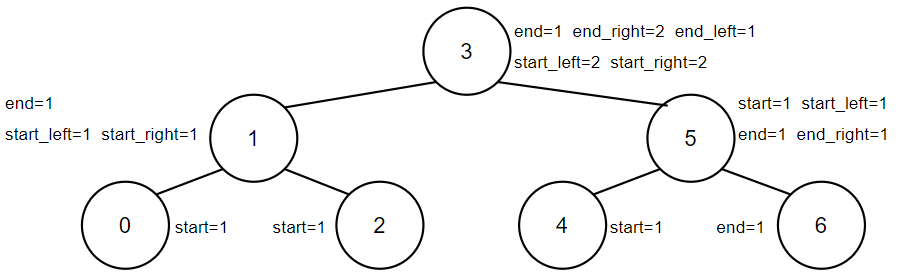 3
end=1 end_right=2 end_left=1
start_left=2 start_right=2
end=1
start_left=1 start_right=1
1
5
start=1 start_left=1
end=1 end_right=1
0
start=1
start=1
2
4
start=1
end=1
6